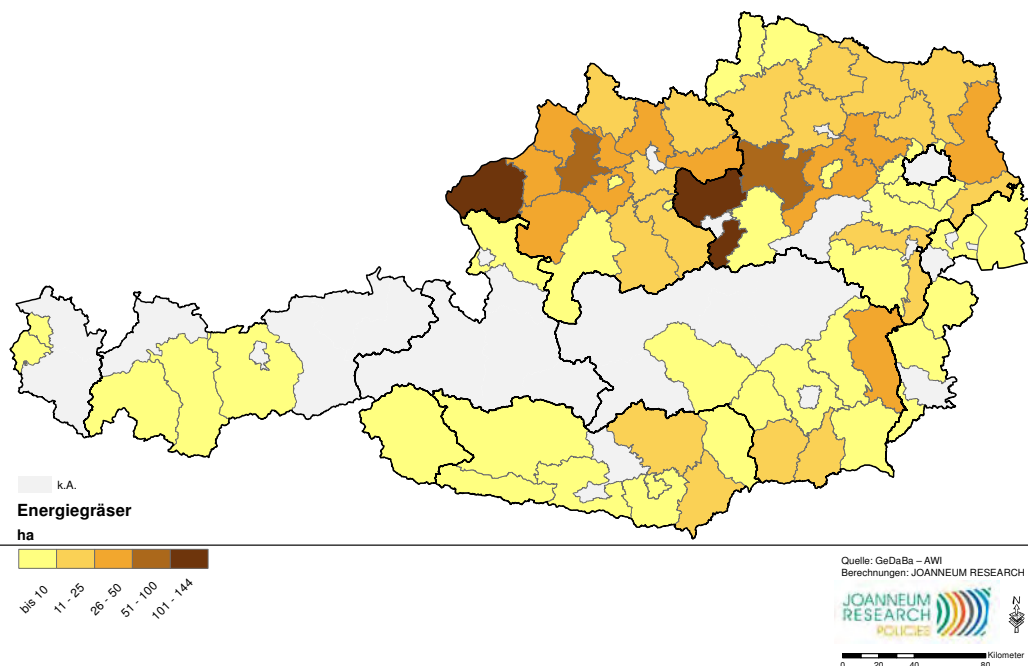 k.A.
Energiegräser
ha
bis 10
11 - 25
26 - 50
51 - 100
101 - 144
Quelle: GeDaBa – AWI
Berechnungen: JOANNEUM RESEARCH
JOANNEUM
RESEARCH
POLICIES
N
Kilometer
0 20 40 80